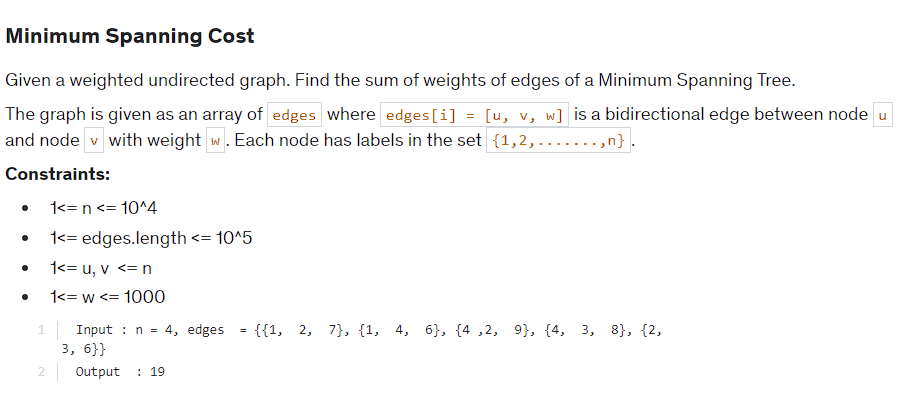 Minimum Spanning Cost
Given a weighted undirected graph. Find the sum of weights of edges of a Minimum Spanning Tree.
The graph is given as an array of edges where edges[i] = [u, v, w] is a bidirectional edge between node u
and node v with weight w. Each node has labels in the set {1,2,.......,n}.
Constraints:
• 1<= n <= 10^4
• 1<= edges.length <= 10^5
• 1<= u, v <= n
• 1<= w <= 1000
1 Input : n = 4, edges = {{1, 2, 7}, {1, 4, 6}, {4 ,2, 9}, {4, 3, 8}, {2,
3, 6}}
2 Output : 19